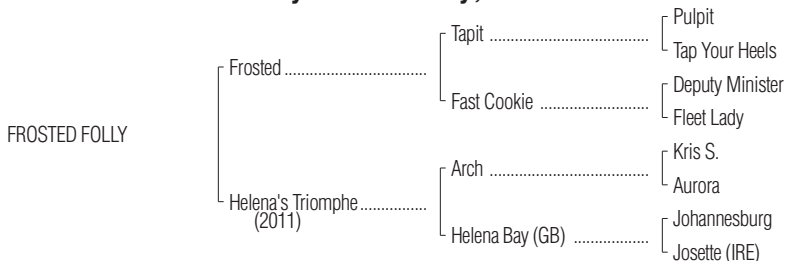 Pulpit
Tapit ......................................
Tap Your Heels
Frosted ..................................
Deputy Minister
Fast Cookie ..........................
Fleet Lady
FROSTED FOLLY
Kris S.
Arch ......................................
Aurora
Helena's Triomphe ................
(2011)
Johannesburg
Helena Bay (GB) ..................
Josette (IRE)